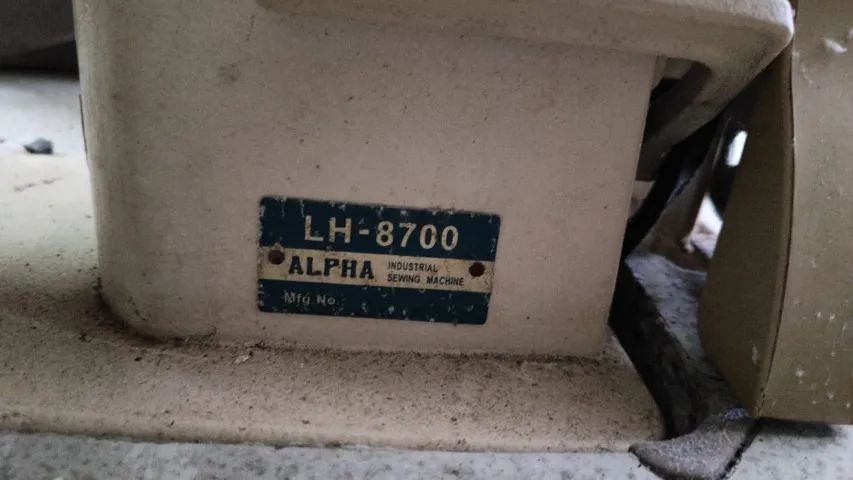 LH-8700
ALPHA INDUSTRIAL
SEWING MACHINE
Mfg No.